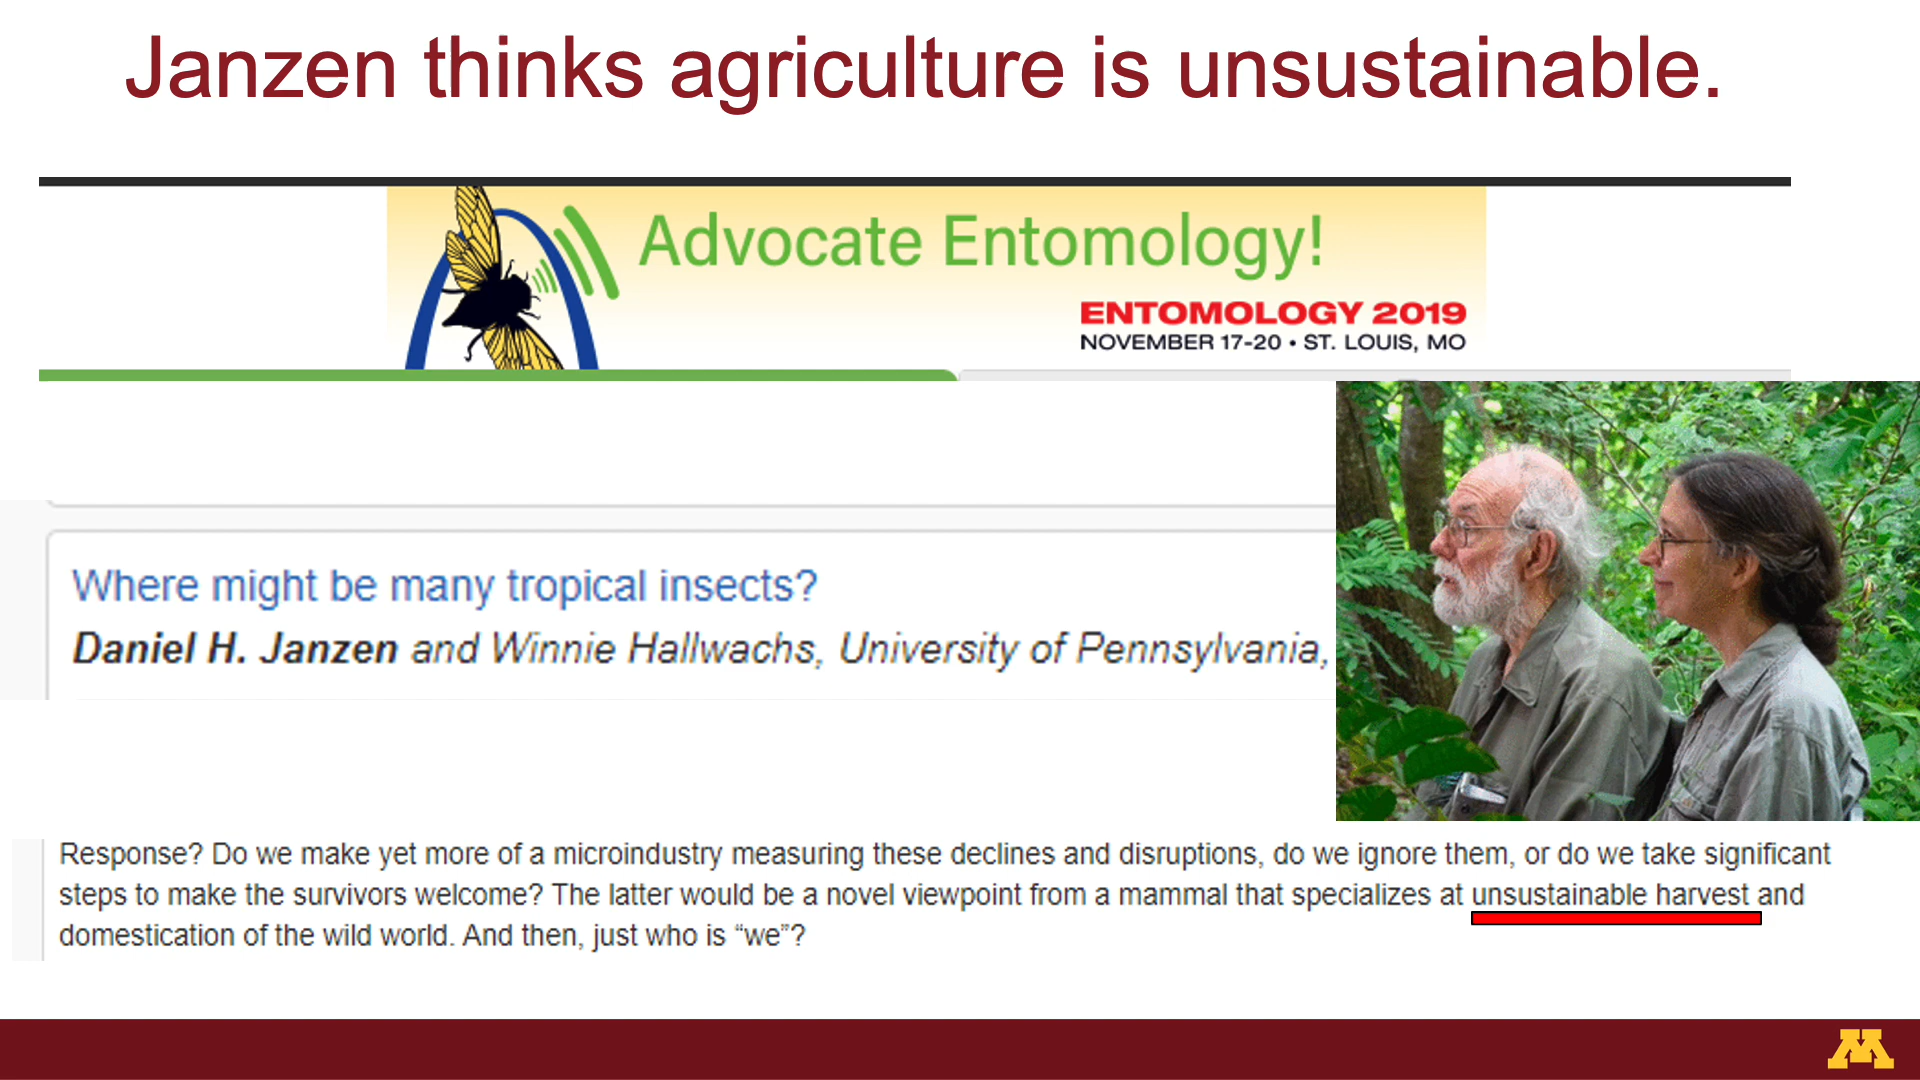 Janzen thinks agriculture is unsustainable.
Advocate Entomology!
ENTOMOLOGY 2019
NOVEMBER 17-20 • ST. LOUIS, MO
Where might be many tropical insects?
Daniel H. Janzen and Winnie Hallwachs, University of Pennsylvania,
Response? Do we make yet more of a microindustry measuring these declines and disruptions, do we ignore them, or do we take significant
steps to make the survivors welcome? The latter would be a novel viewpoint from a mammal that specializes at unsustainable harvest and
domestication of the wild world. And then, just who is “we”?
M